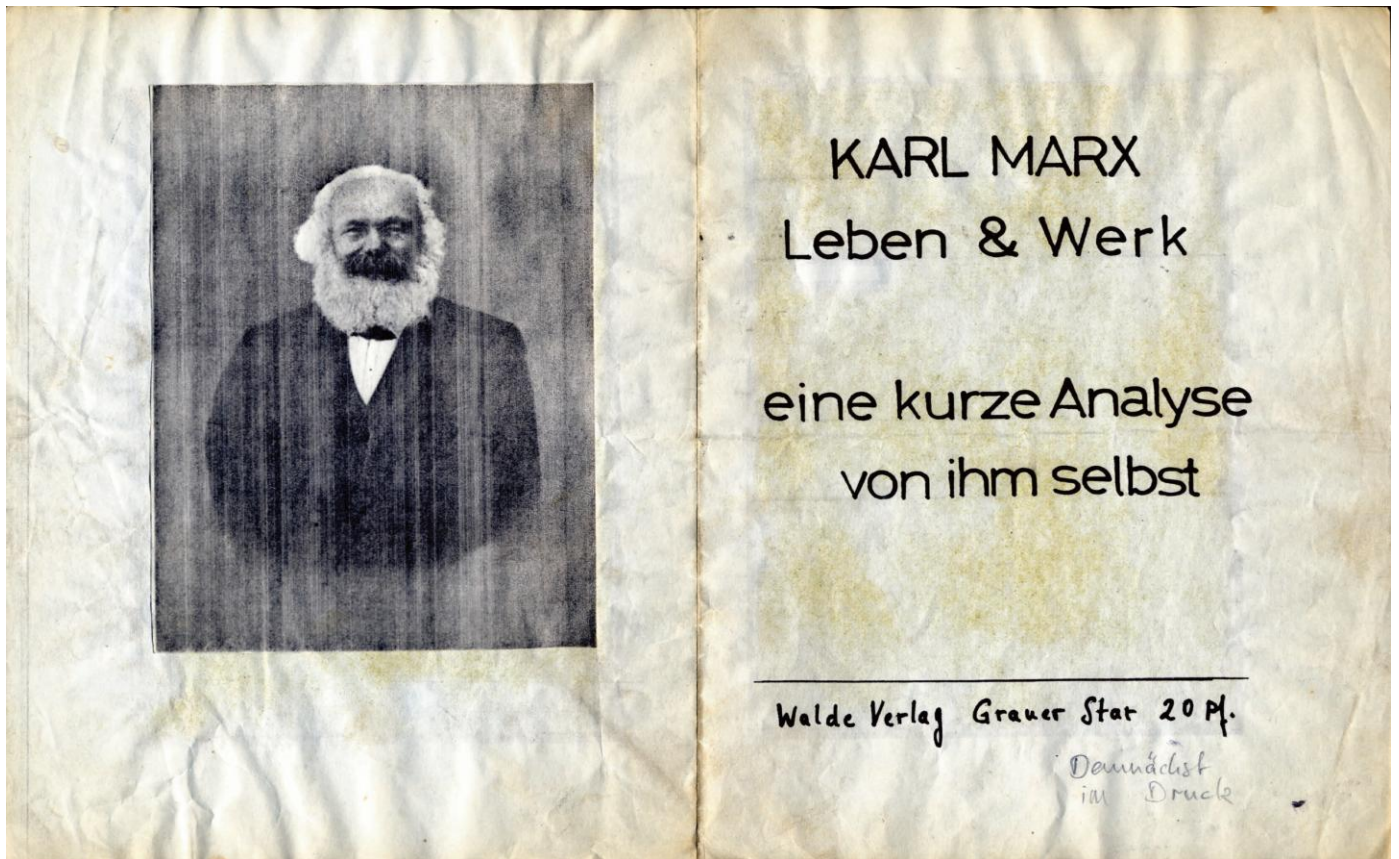 KARL MARX
Leben & Werk
eine kurze Analyse
von ihm selbst
Walde Verlag Grauer Star 20 Pf.
Demnächst
im Druck